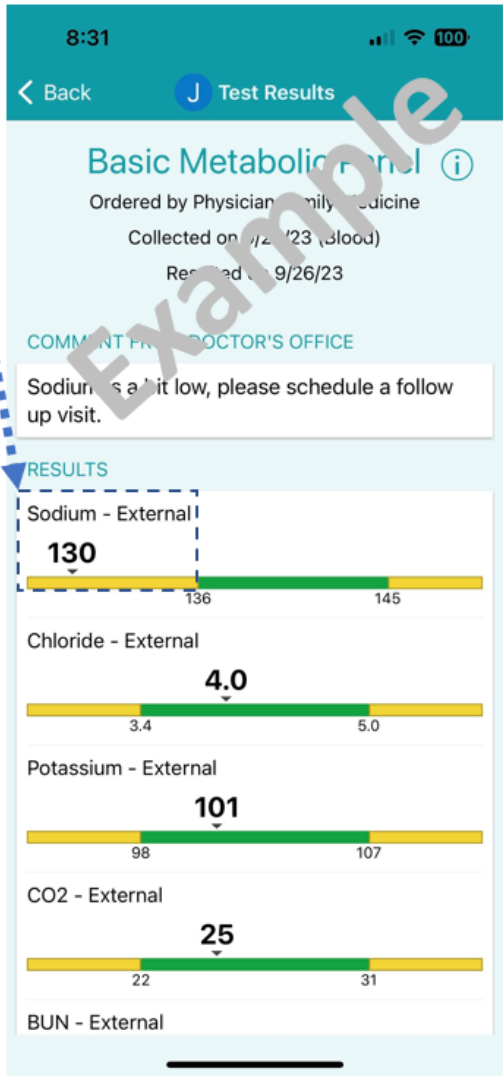 8:31 100
Back J Test Results
Basic Metabolic i
Ordered by Physician
Collected on /23 (Blood)
9/26/23
Example
COMMENT DOCTOR'S OFFICE
Sodium is a bit low, please schedule a follow
up visit.
RESULTS
Sodium - External
130
136 145
Chloride - External
4.0
3.4 5.0
Potassium - External
101
98 107
CO2 - External
25
22 31
BUN - External